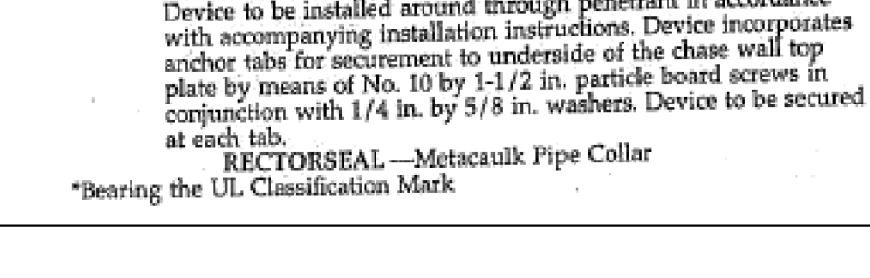 Device to be installed around through penetrant in accordance
with accompanying installation instructions. Device incorporates
anchor tabs for securement to underside of the chase wall top
plate by means of No. 10 by 1-1/2 in. particle board screws in
conjunction with 1/4 in. by 5/8 in. washers. Device to be secured
at each tab.
RECTORSEAL —Metacaulk Pipe Collar
*Bearing the UL Classification Mark